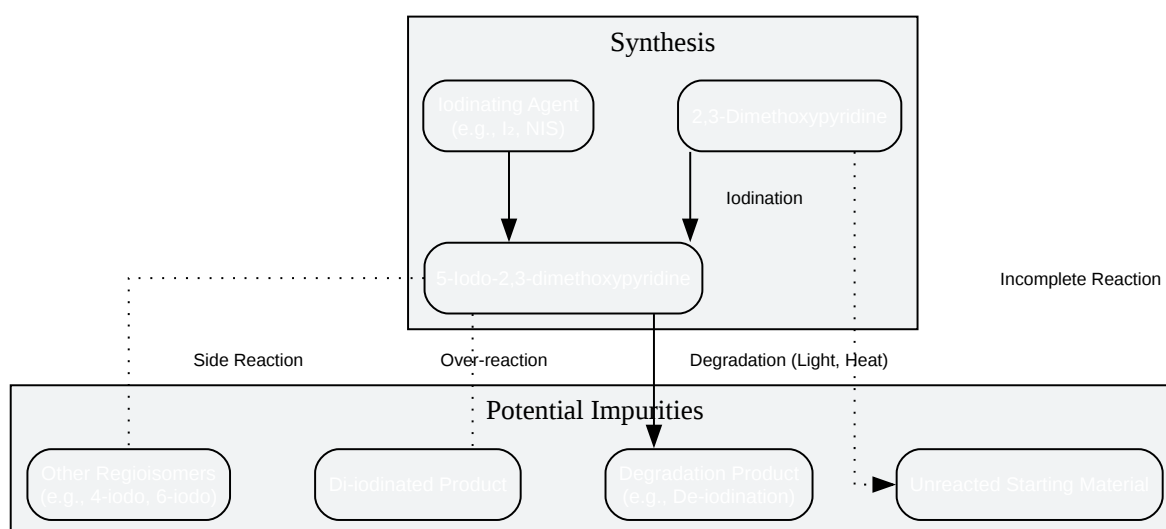 Synthesis
Iodinating Agent
(e.g., I₂, NIS)
2,3-Dimethoxypyridine
Iodination
5-Iodo-2,3-dimethoxypyridine
Incomplete Reaction
Side Reaction
Over-reaction
Degradation (Light, Heat)
Potential Impurities
Other Regioisomers
(e.g., 4-iodo, 6-iodo)
Di-iodinated Product
Degradation Product
(e.g., De-iodination)
Unreacted Starting Material